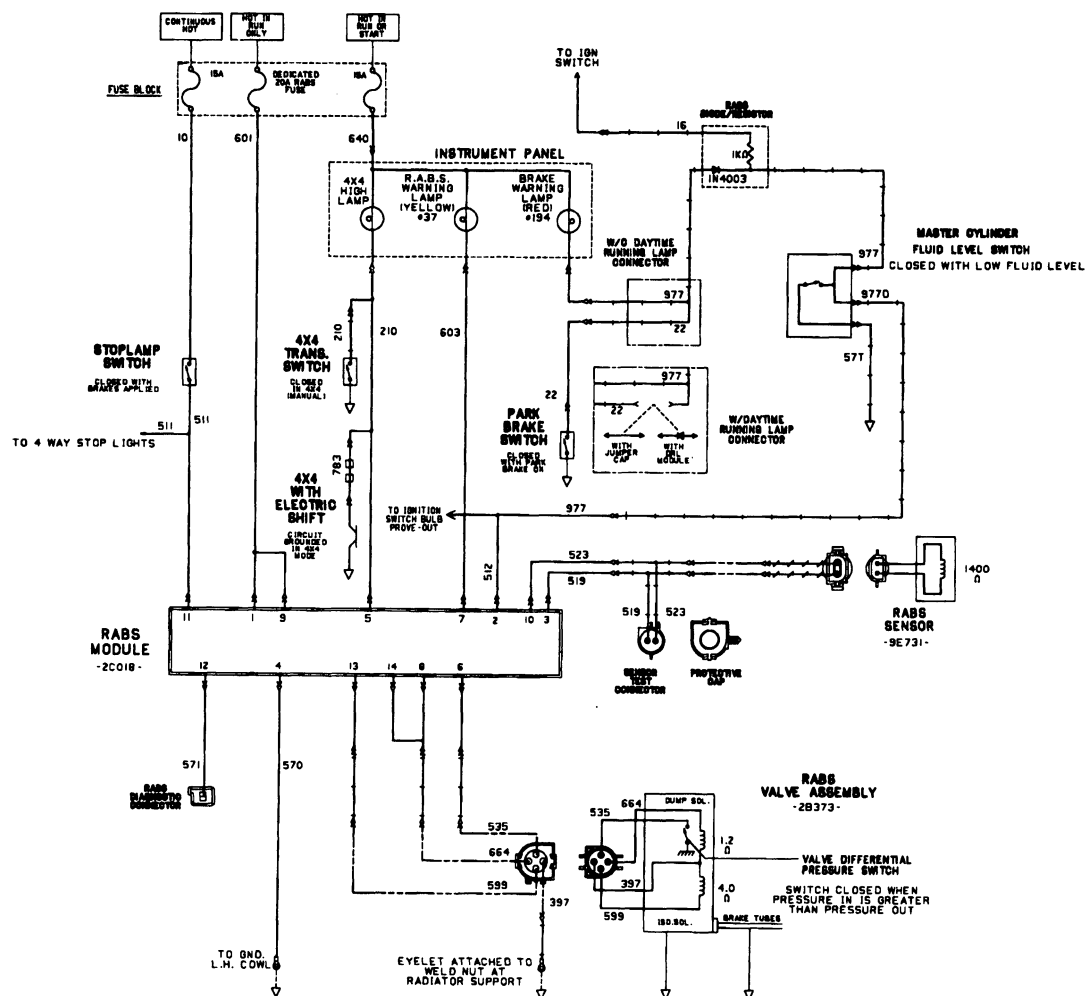 CONTINUOUS
HOT
HOT IN
RUN
ONLY
HOT IN
RUN OR
START
15A
DEDICATED
20A RABS
FUSE
15A
FUSE BLOCK
10
601
640
TO IGN
SWITCH
16
RABS
DIODE/RESISTOR
1KΩ
1N4003
INSTRUMENT PANEL
4X4
HIGH
LAMP
R.A.B.S.
WARNING
LAMP
(YELLOW)
#37
BRAKE
WARNING
LAMP
(RED)
#194
W/O DAYTIME
RUNNING LAMP
CONNECTOR
977
22
MASTER CYLINDER
FLUID LEVEL SWITCH
CLOSED WITH LOW FLUID LEVEL
977
977D
57T
STOPLAMP
SWITCH
CLOSED WITH
BRAKES APPLIED
511
511
TO 4 WAY STOP LIGHTS
210
210
4X4
TRANS.
SWITCH
CLOSED
IN 4X4
(MANUAL)
603
22
PARK
BRAKE
SWITCH
CLOSED
WITH PARK
BRAKE ON
977
22
WITH
JUMPER
CAP
WITH
DRL
MODULE
W/DAYTIME
RUNNING LAMP
CONNECTOR
783
4X4
WITH
ELECTRIC
SHIFT
CIRCUIT
GROUNDED
IN 4X4
MODE
TO IGNITION
SWITCH BULB
PROVE-OUT
977
512
523
519
1400
Ω
RABS
SENSOR
-9E731-
519
523
SENSOR
TEST
CONNECTOR
PROTECTIVE
CAP
RABS
MODULE
-2C018-
11
1
9
5
7
2
10
3
12
4
13
14
8
6
571
570
RABS
DIAGNOSTIC
CONNECTOR
535
664
599
397
RABS
VALVE ASSEMBLY
-2B373-
DUMP SOL.
664
535
1.2
Ω
VALVE DIFFERENTIAL
PRESSURE SWITCH
397
4.0
Ω
SWITCH CLOSED WHEN
PRESSURE IN IS GREATER
THAN PRESSURE OUT
599
ISO.SOL.
BRAKE TUBES
TO GND.
L.H. COWL
EYELET ATTACHED TO
WELD NUT AT
RADIATOR SUPPORT